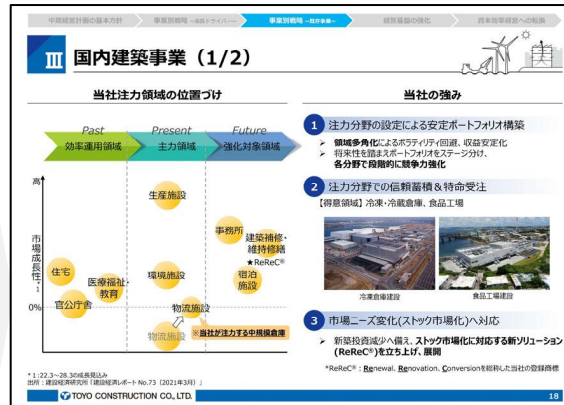 中期経営計画の基本方針
事業別戦略 ~成長ドライバー~
事業別戦略 ~既存事業~
経営基盤の強化
資本効率経営への転換
Ⅲ 国内建築事業（1/2）
当社注力領域の位置づけ
Past
効率運用領域
Present
主力領域
Future
強化対象領域
高
市場成長性*1
0%
生産施設
事務所
建築補修・
維持修繕
★ReReC®
住宅
医療福祉・
教育
環境施設
宿泊
施設
官公庁舎
物流施設
物流施設
※当社が注力する中規模倉庫
当社の強み
1 注力分野の設定による安定ポートフォリオ構築
➤ 領域多角化によるボラティリティ回避、収益安定化
➤ 将来性を踏まえポートフォリオをステージ分け、
各分野で段階的に競争力強化
2 注力分野での信頼蓄積＆特命受注
【得意領域】冷凍・冷蔵倉庫、食品工場
冷凍倉庫建設
食品工場建設
3 市場ニーズ変化(ストック市場化)へ対応
➤ 新築投資減少へ備え、ストック市場化に対応する新ソリューション
(ReReC®)を立ち上げ、展開
*ReReC®：Renewal、Renovation、Conversionを総称した当社の登録商標
*1:22.3～28.3の成長見込み
出所：建設経済研究所「建設経済レポート No.73（2021年3月）」
TOYO CONSTRUCTION CO., LTD.
18